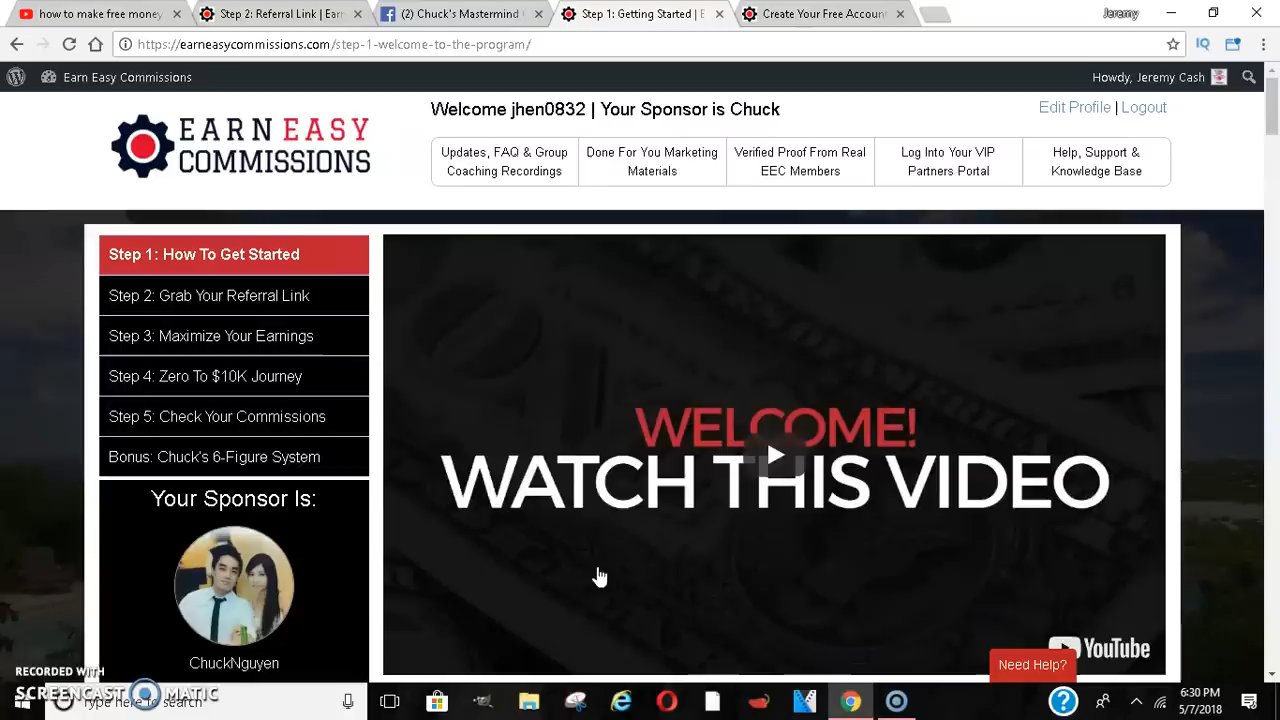 how to make free money
Step 2: Referral Link | Earn
(2) Chuck's Mastermind
Step 1: Getting Started | E
Create Your Free Accoun
Jeremy
https://earneasycommissions.com/step-1-welcome-to-the-program/
Earn Easy Commissions
Howdy, Jeremy Cash
EARN EASY
COMMISSIONS
Welcome jhen0832 | Your Sponsor is Chuck
Edit Profile | Logout
Updates, FAQ & Group
Coaching Recordings
Done For You Marketing
Materials
Verified Proof From Real
EEC Members
Log Into Your VIP
Partners Portal
Help, Support &
Knowledge Base
Step 1: How To Get Started
Step 2: Grab Your Referral Link
Step 3: Maximize Your Earnings
Step 4: Zero To $10K Journey
Step 5: Check Your Commissions
Bonus: Chuck's 6-Figure System
Your Sponsor Is:
ChuckNguyen
WELCOME!
WATCH THIS VIDEO
YouTube
Need Help?
RECORDED WITH
SCREENCAST MATIC
Type here to search
6:30 PM
5/7/2018